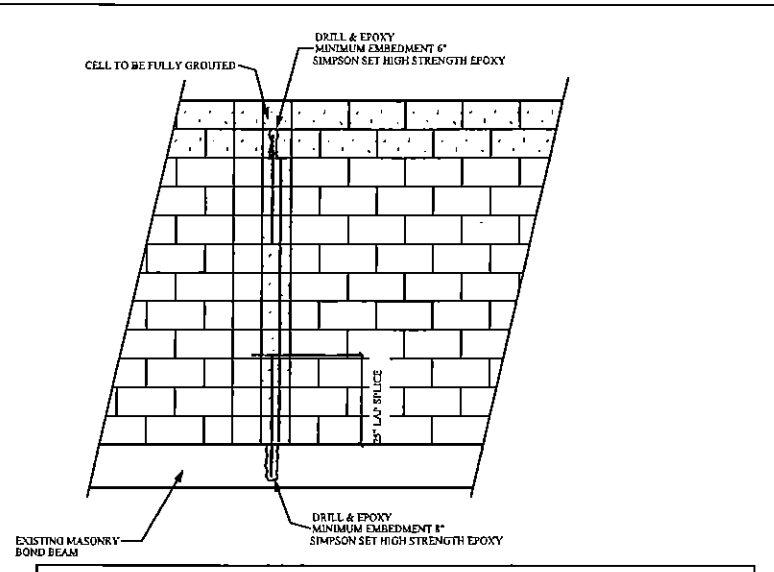 DRILL & EPOXY
MINIMUM EMBEDMENT 6"
SIMPSON SET HIGH STRENGTH EPOXY
CELL TO BE FULLY GROUTED
25" LAP SPLICE
DRILL & EPOXY
MINIMUM EMBEDMENT 8"
SIMPSON SET HIGH STRENGTH EPOXY
EXISTING MASONRY
BOND BEAM